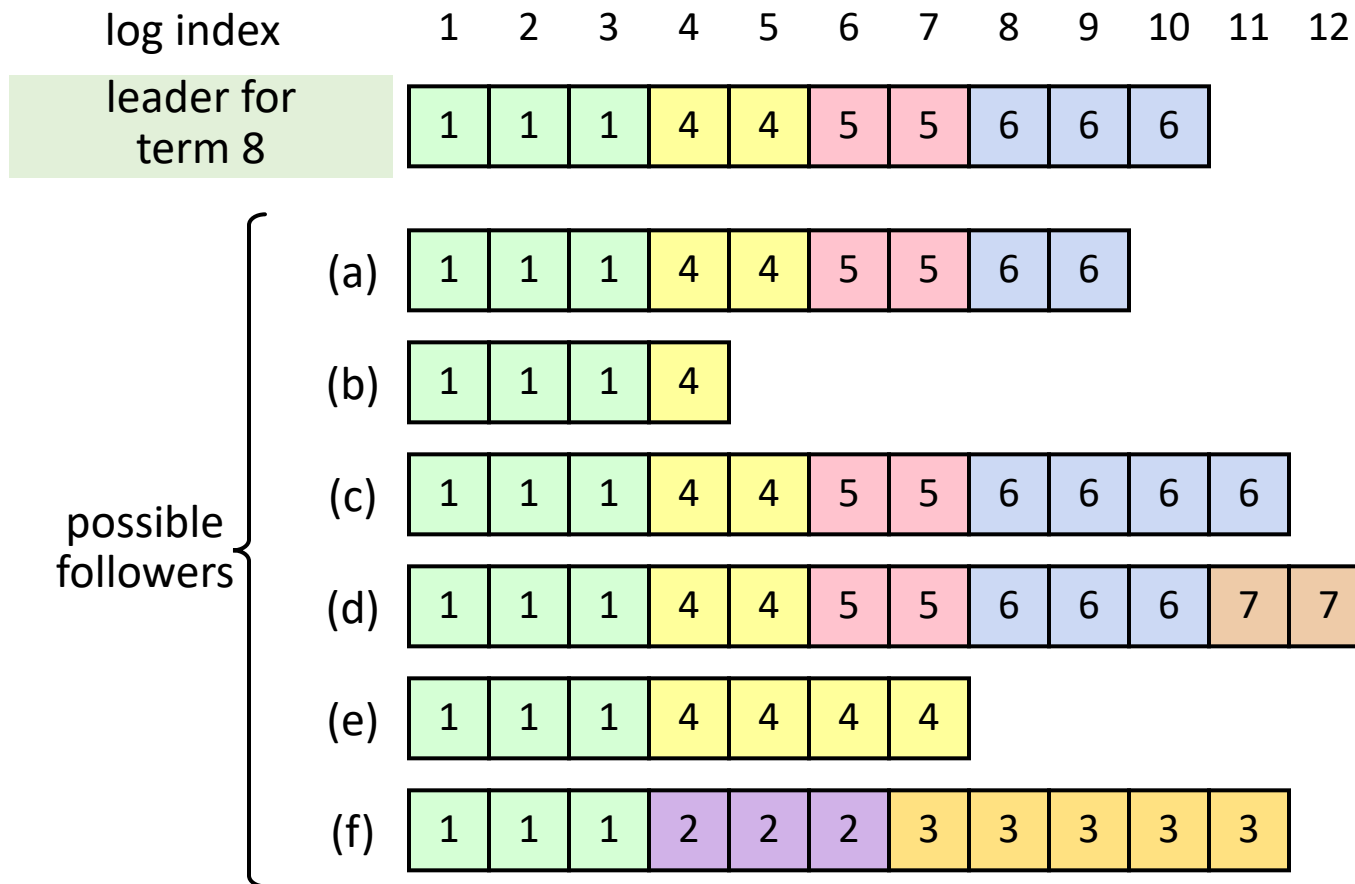 log index 1 2 3 4 5 6 7 8 9 10 11 12
leader for
term 8
1 1 1 4 4 5 5 6 6 6
(a) 1 1 1 4 4 5 5 6 6
(b) 1 1 1 4
(c) 1 1 1 4 4 5 5 6 6 6 6
possible
followers
(d) 1 1 1 4 4 5 5 6 6 6 7 7
(e) 1 1 1 4 4 4 4
(f) 1 1 1 2 2 2 3 3 3 3 3